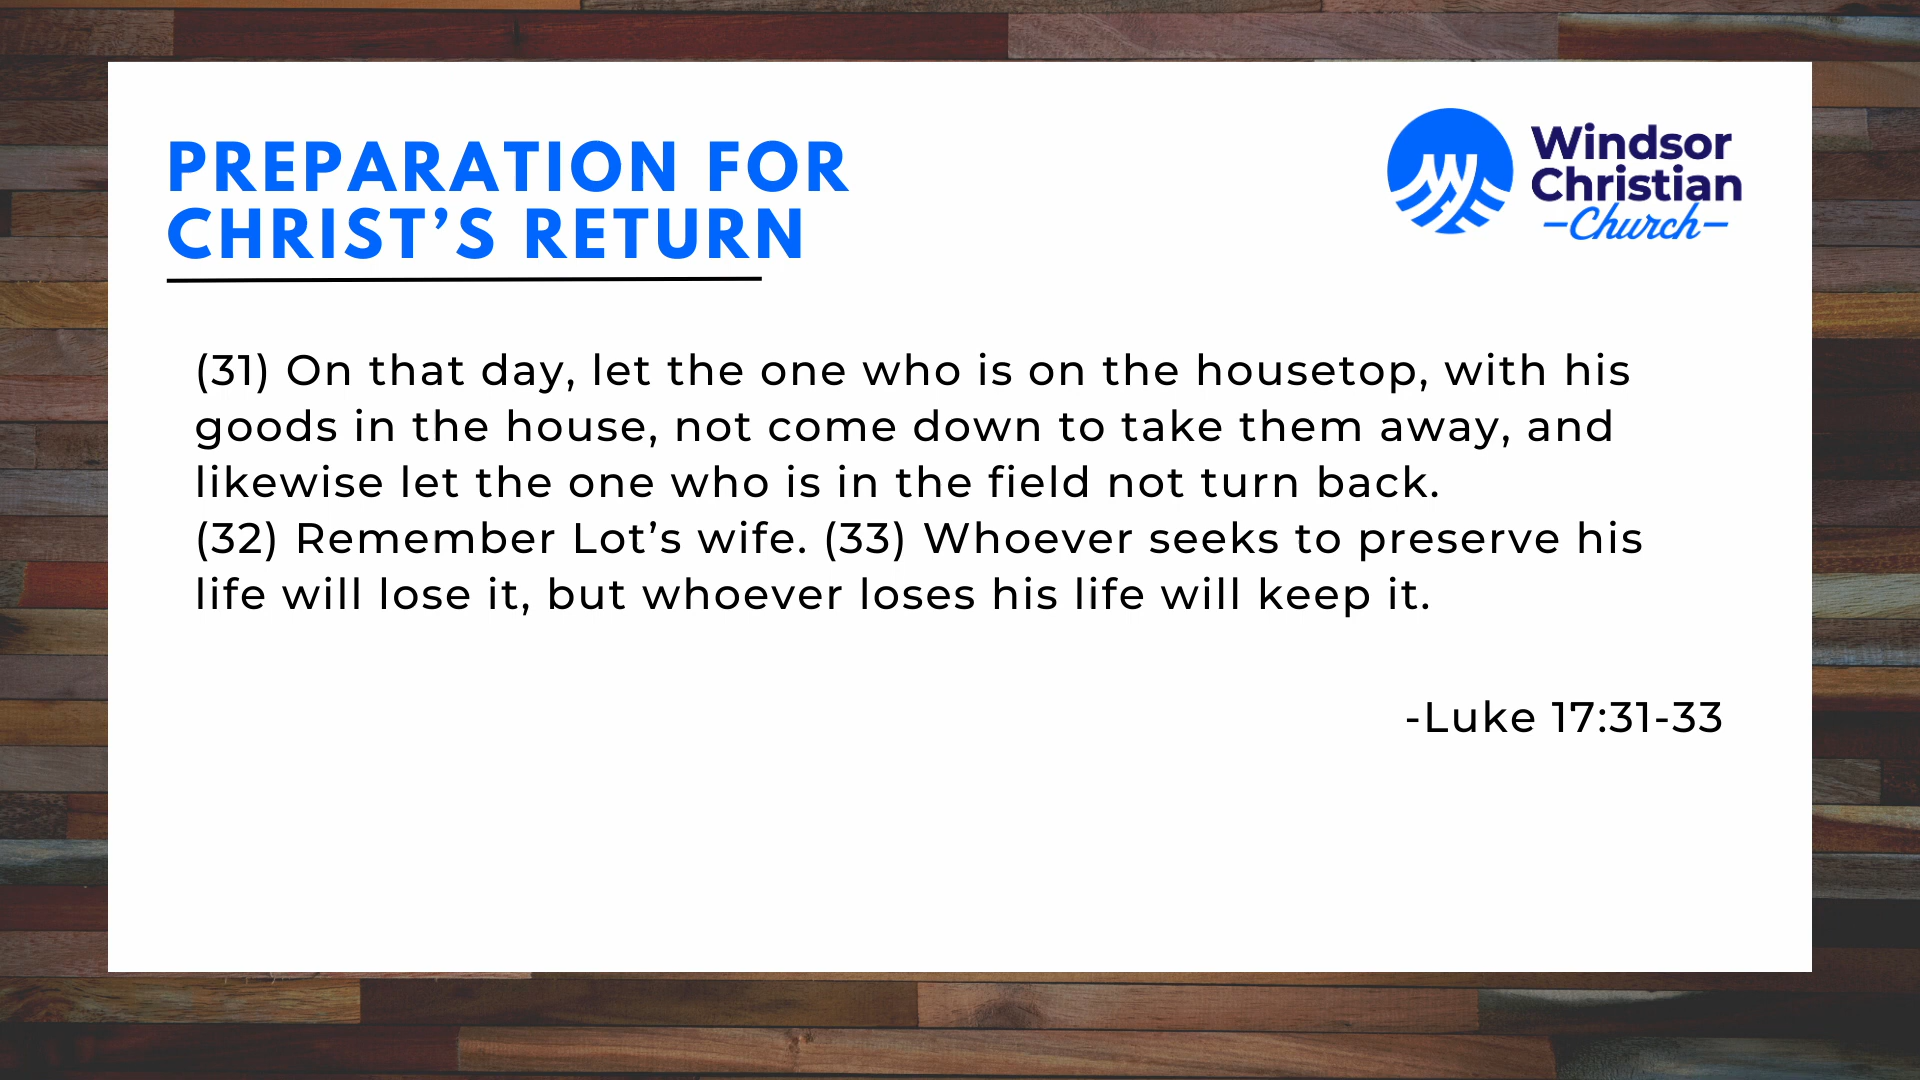 PREPARATION FOR
CHRIST’S RETURN
Windsor
Christian
–Church–
(31) On that day, let the one who is on the housetop, with his
goods in the house, not come down to take them away, and
likewise let the one who is in the field not turn back.
(32) Remember Lot’s wife. (33) Whoever seeks to preserve his
life will lose it, but whoever loses his life will keep it.
-Luke 17:31-33